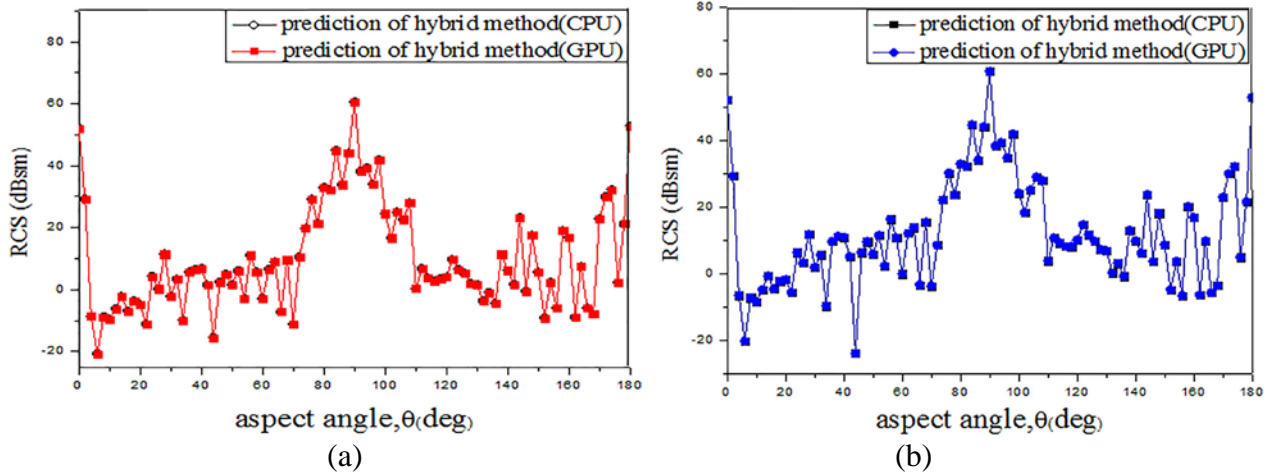 prediction of hybrid method(CPU)
prediction of hybrid method(GPU)
80
60
40
20
0
-20
RCS (dBsm)
0 20 40 60 80 100 120 140 160 180
aspect angle,θ(deg)
(a)
prediction of hybrid method(CPU)
prediction of hybrid method(GPU)
80
60
40
20
0
-20
RCS (dBsm)
0 20 40 60 80 100 120 140 160 180
aspect angle,θ(deg)
(b)